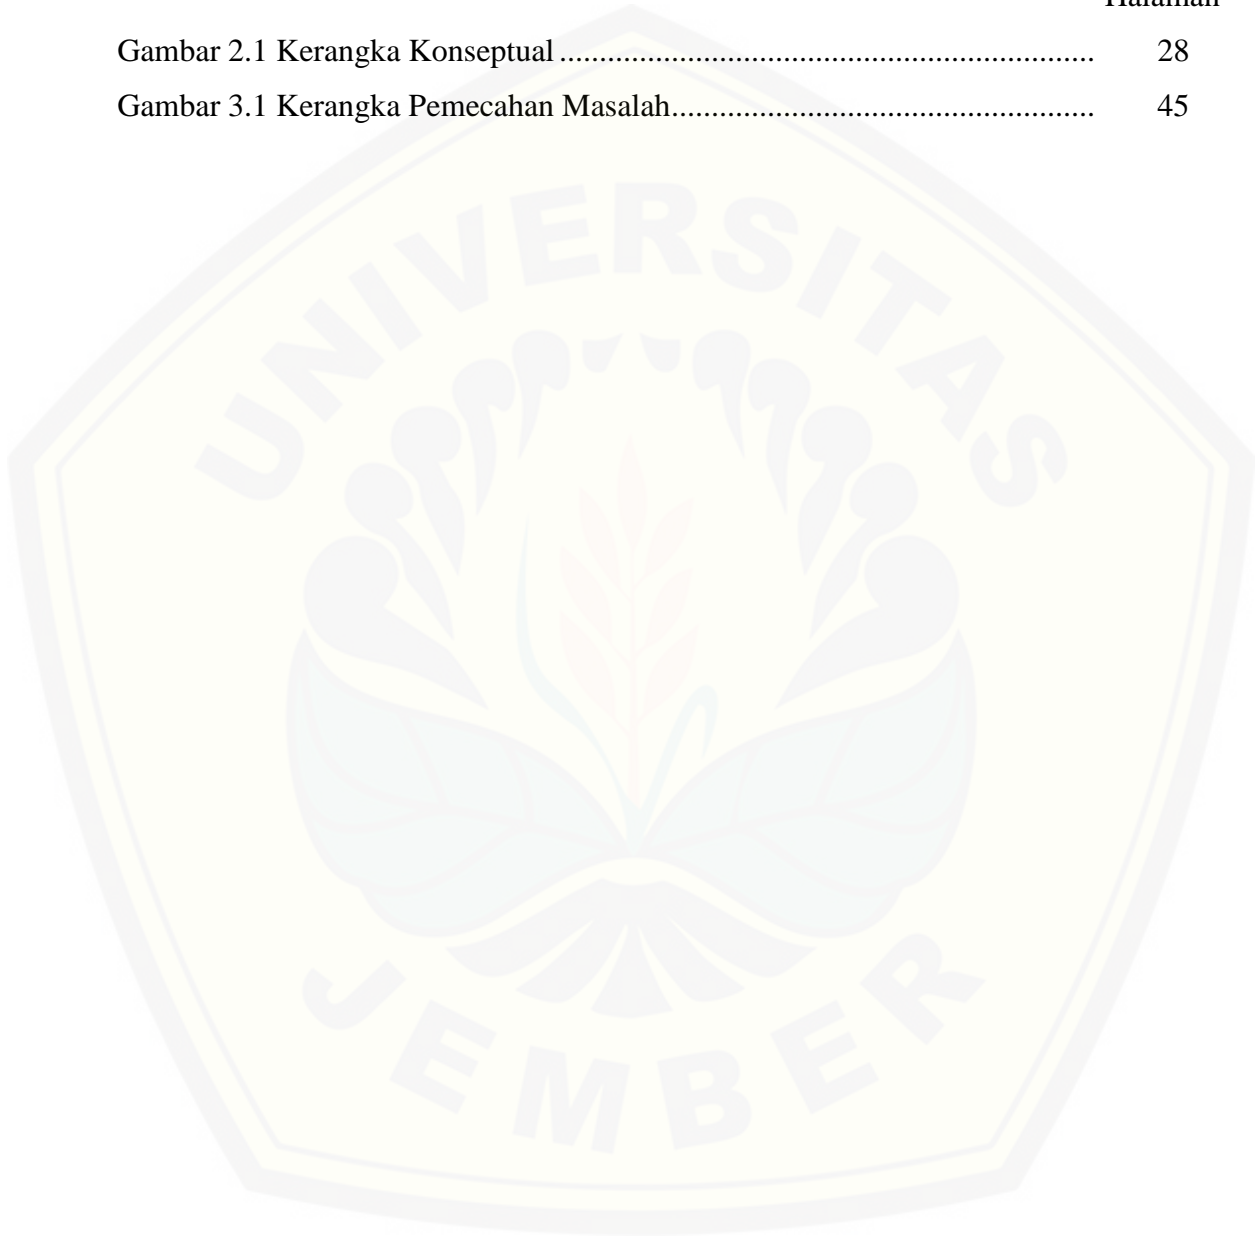 Halaman
Gambar 2.1 Kerangka Konseptual .................................................................... 28
Gambar 3.1 Kerangka Pemecahan Masalah...................................................... 45
UNIVERSITAS
JEMBER